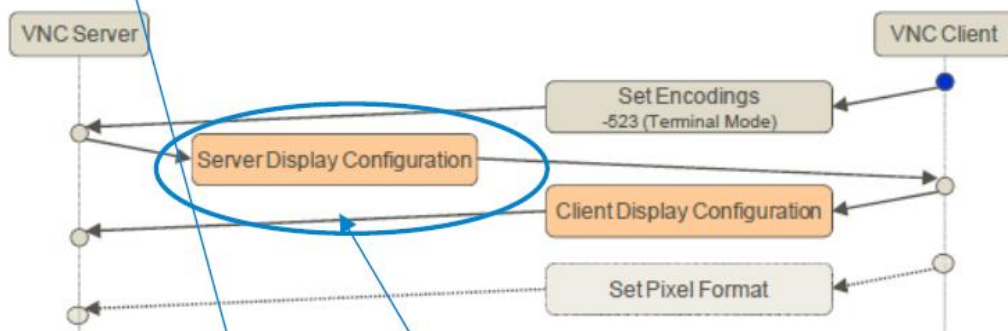 VNC Server
VNC Client
Set Encodings
-523 (Terminal Mode)
Server Display Configuration
Client Display Configuration
Set Pixel Format